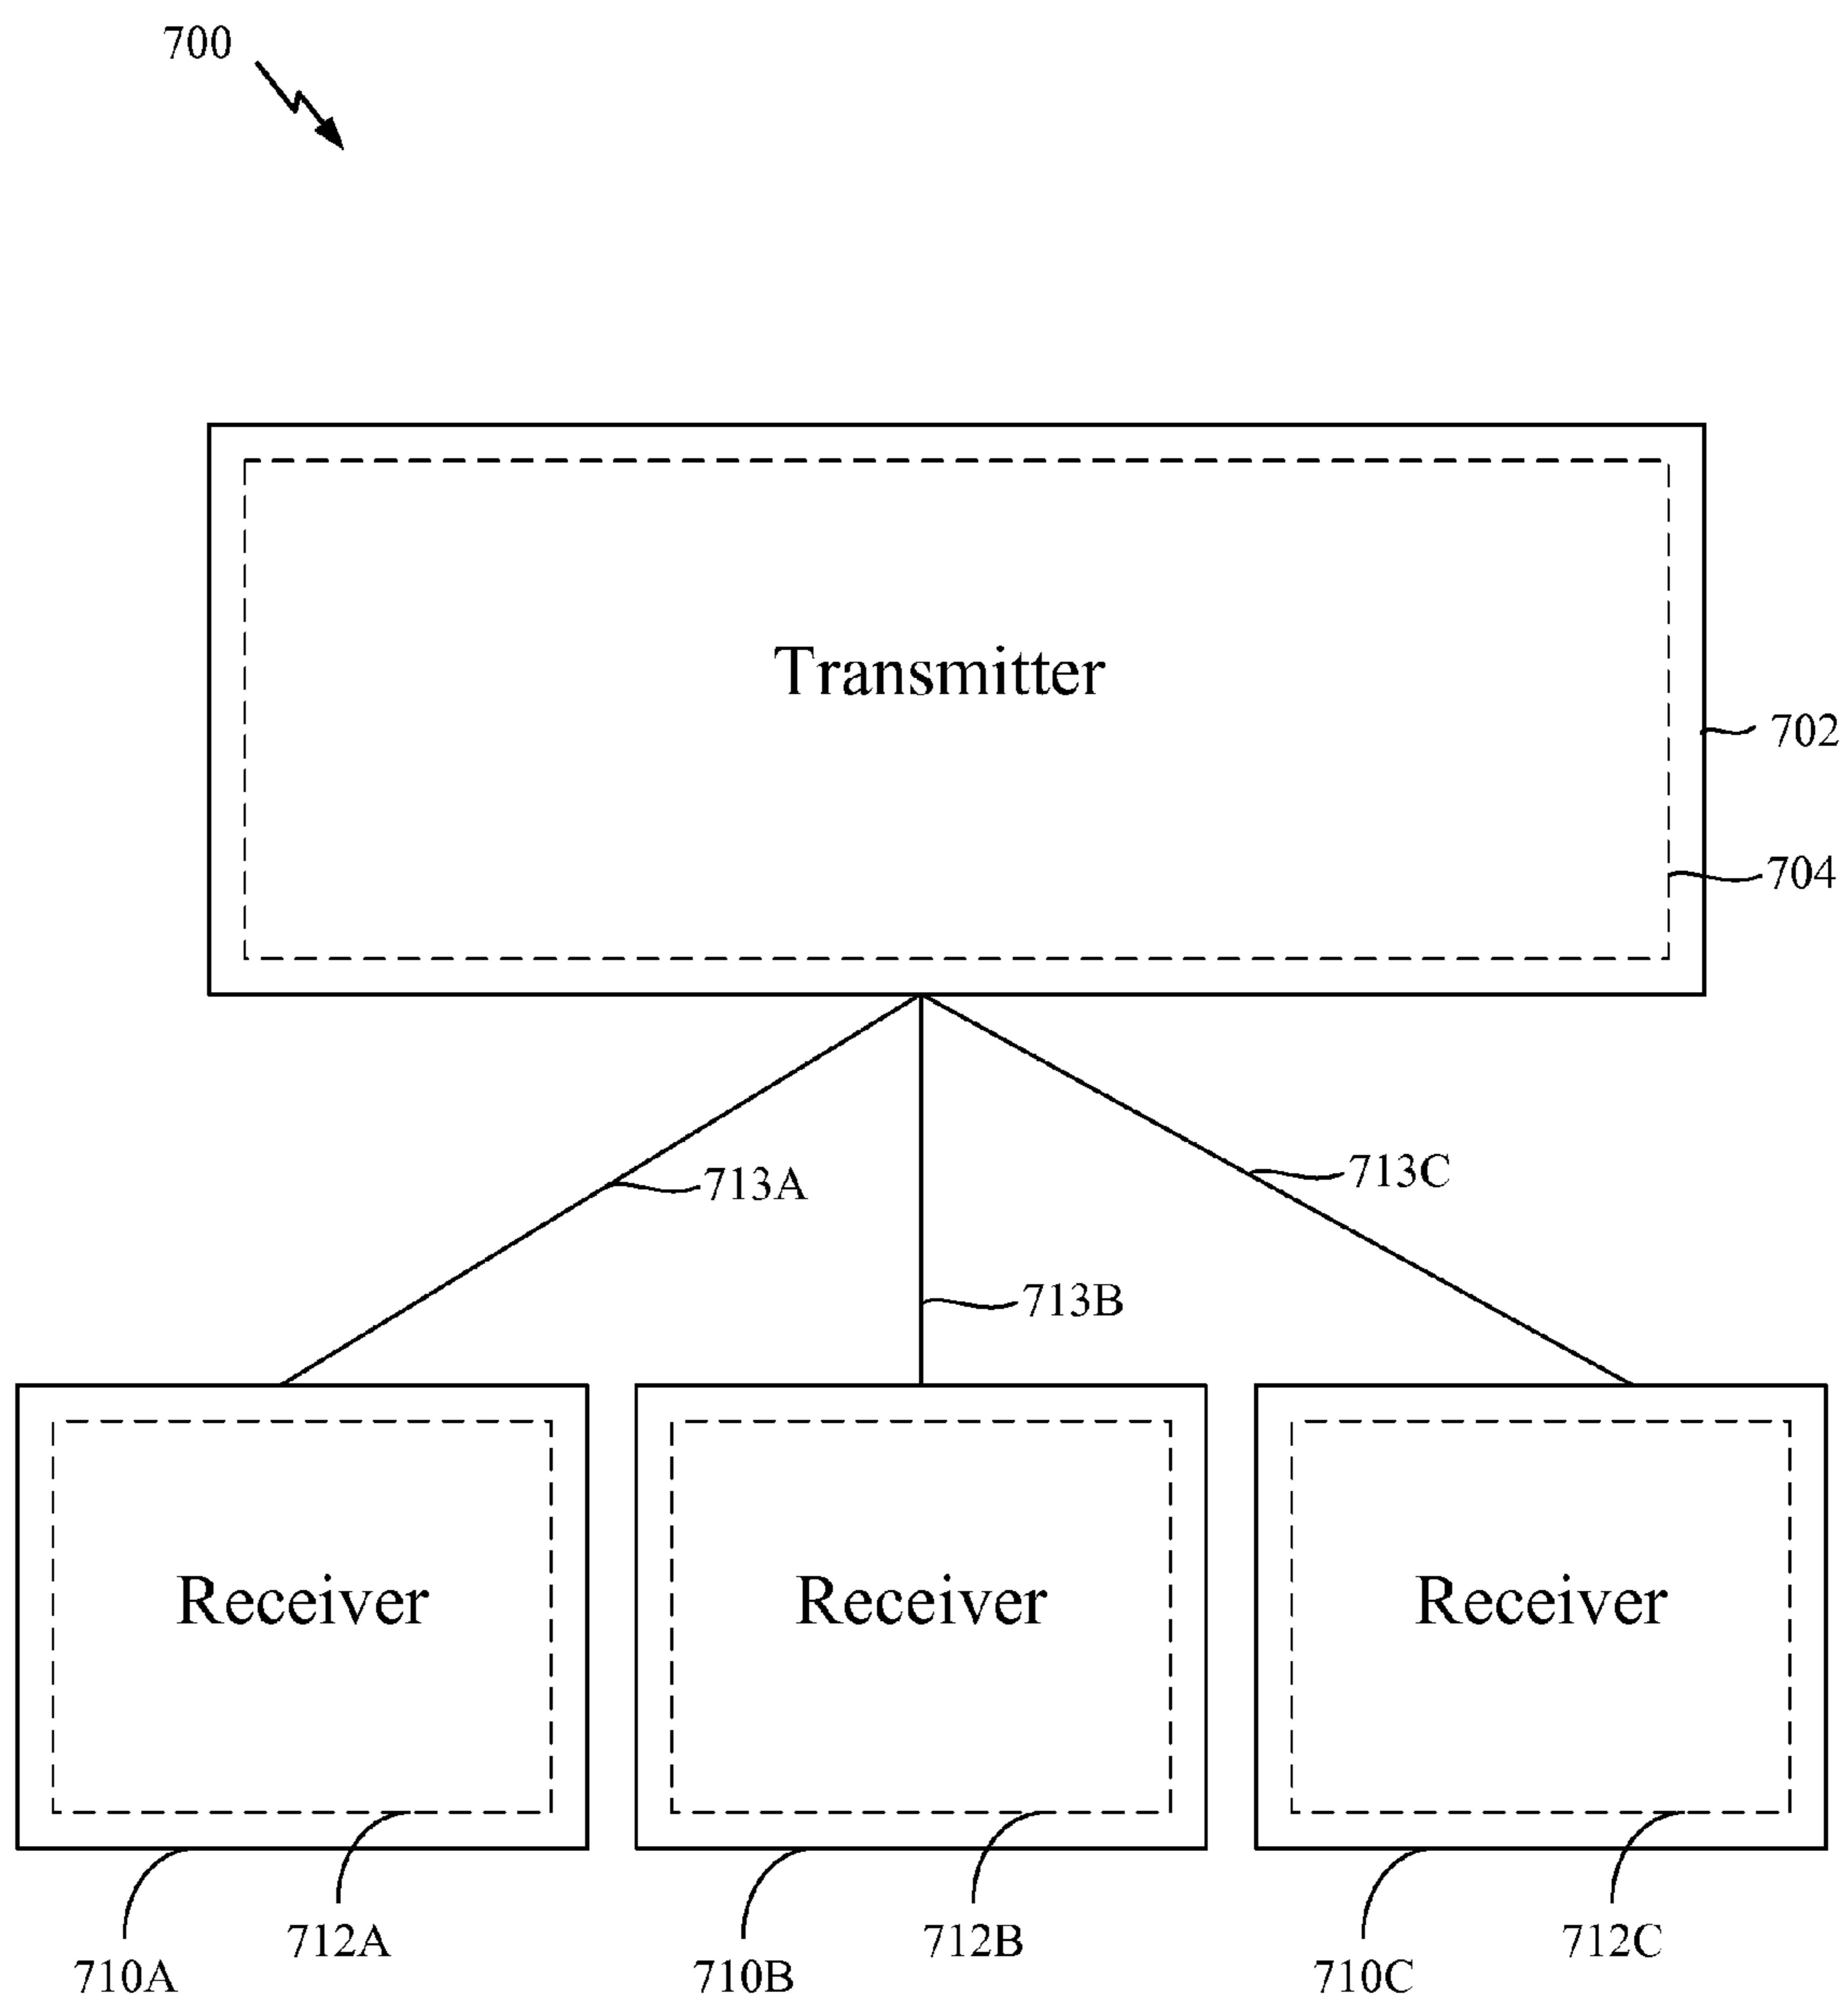 700
Transmitter
702
704
713A
713C
713B
Receiver
Receiver
Receiver
712A
712B
712C
710A
710B
710C